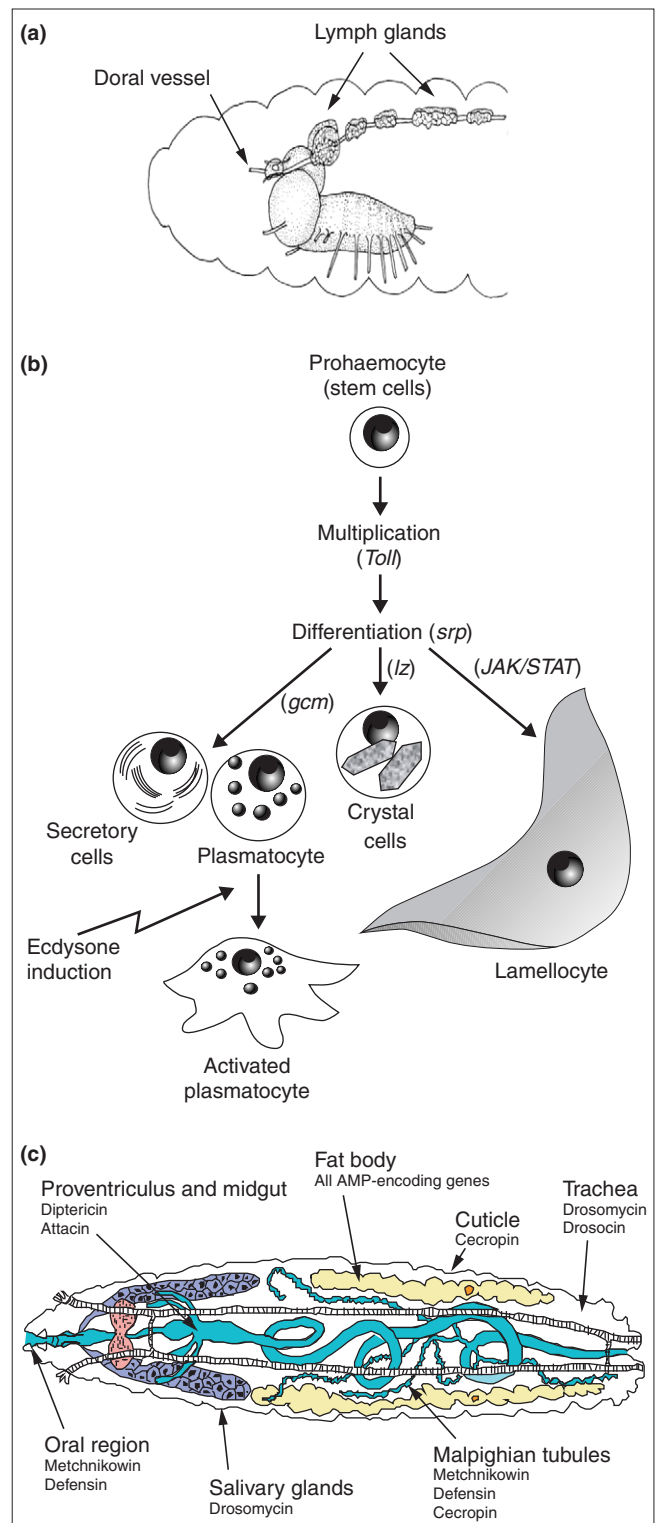 (a)
Lymph glands
Doral vessel
(b)
Prohaemocyte
(stem cells)
Multiplication
(Toll)
Differentiation (srp)
(gcm)
(lz)
(JAK/STAT)
Secretory
cells
Plasmatocyte
Crystal
cells
Lamellocyte
Ecdysone
induction
Activated
plasmatocyte
(c)
Proventriculus and midgut
Diptericin
Attacin
Fat body
All AMP-encoding genes
Cuticle
Cecropin
Trachea
Drosomycin
Drosocin
Oral region
Metchnikowin
Defensin
Salivary glands
Drosomycin
Malpighian tubules
Metchnikowin
Defensin
Cecropin